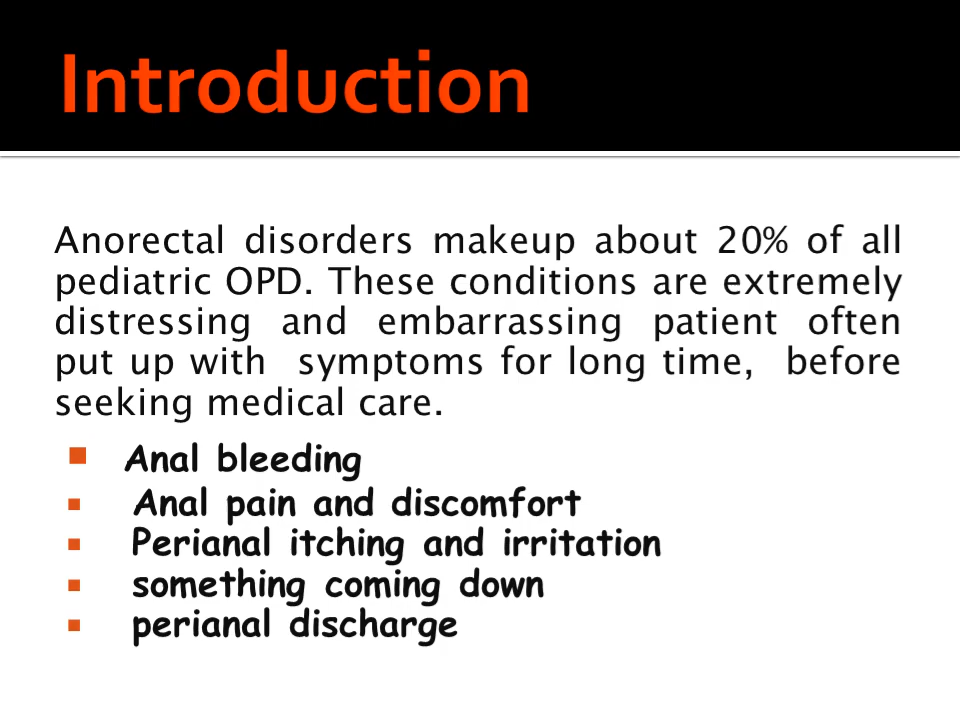 Introduction
Anorectal disorders makeup about 20% of all
pediatric OPD. These conditions are extremely
distressing and embarrassing patient often
put up with symptoms for long time, before
seeking medical care.
Anal bleeding
Anal pain and discomfort
Perianal itching and irritation
something coming down
perianal discharge